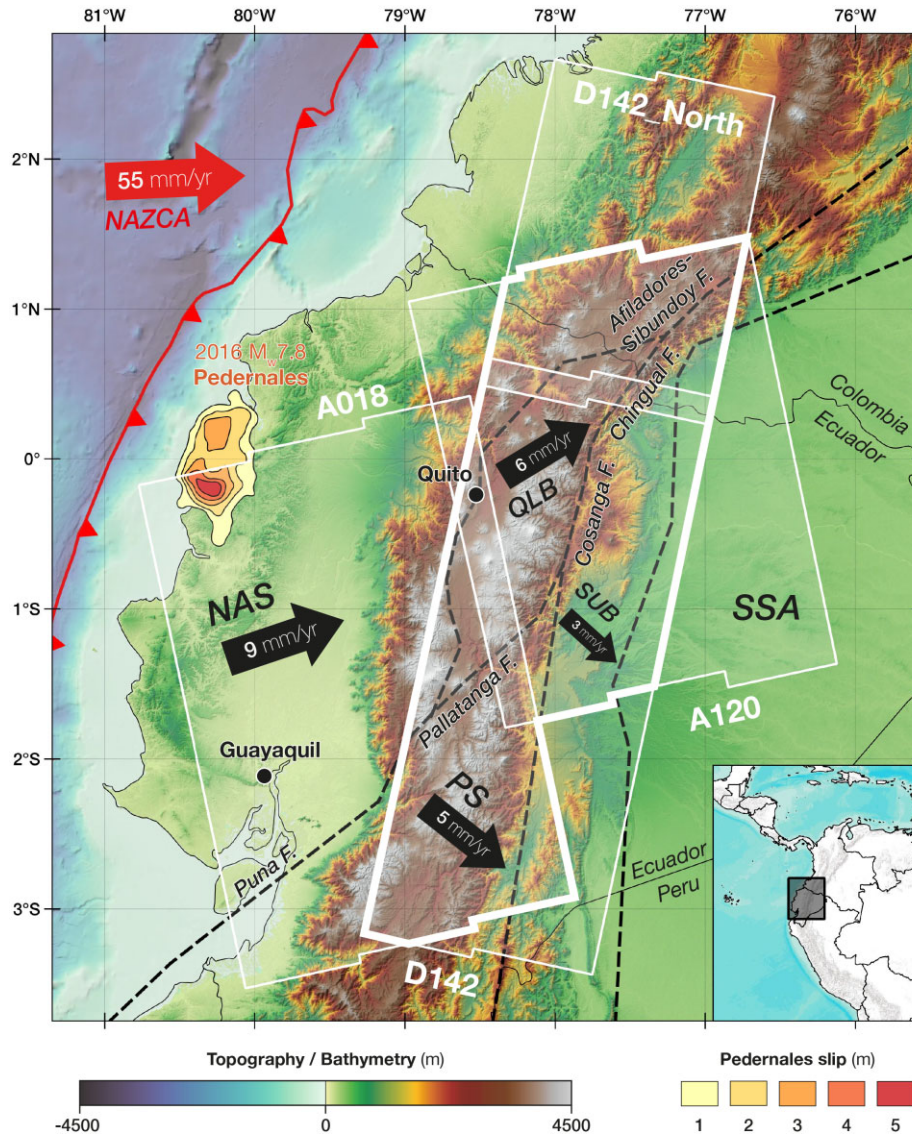 81°W 80°W 79°W 78°W 77°W 76°W
2°N
1°N
0°
1°S
2°S
3°S
D142_North
55 mm/yr
NAZCA
Afiladores-
Sibundoy F.
2016 Mw7.8
Pedernales
A018
Chingual F.
Colombia
Ecuador
Quito
6 mm/yr
QLB
Cosanga F.
NAS
9 mm/yr
SUB
3 mm/yr
SSA
Pallatanga F.
A120
Guayaquil
PS
5 mm/yr
Puna F.
Ecuador
Peru
D142
Topography / Bathymetry (m)
-4500 0 4500
Pedernales slip (m)
1 2 3 4 5